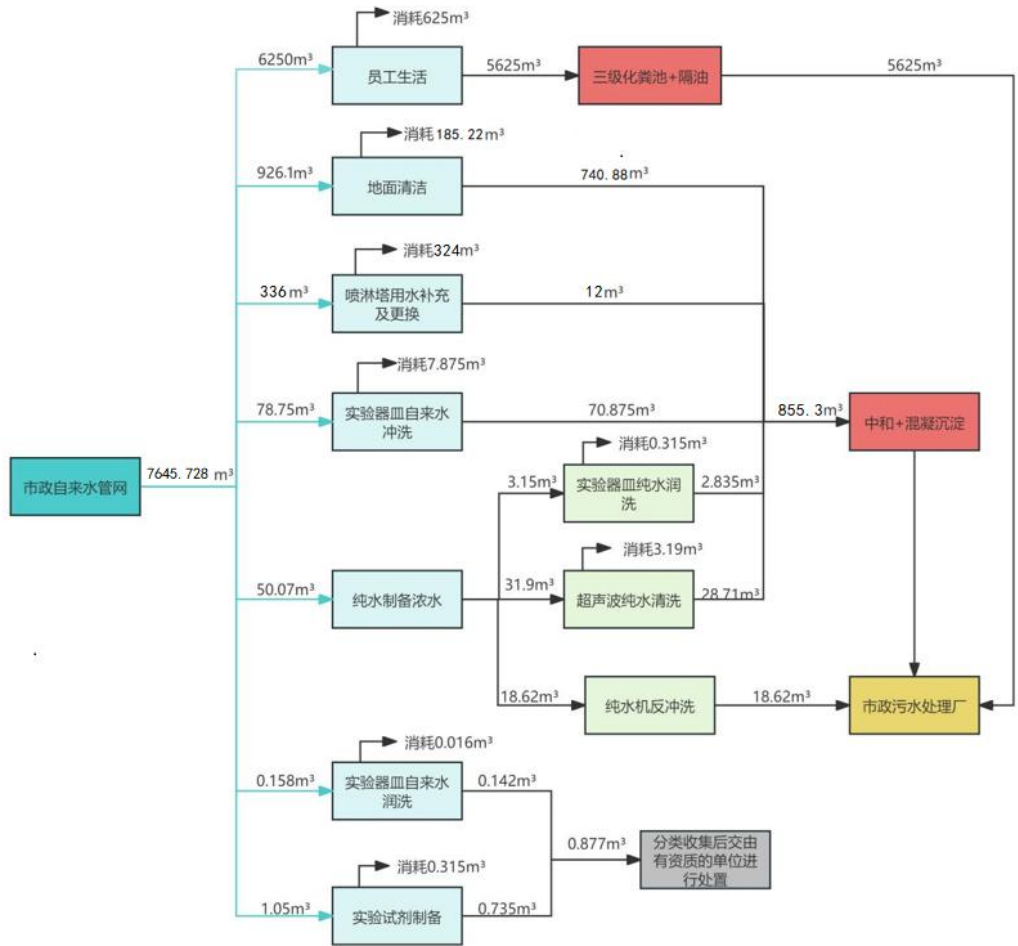 消耗625m³
6250m³
员工生活
5625m³
三级化粪池+隔油
5625m³
消耗185.22m³
926.1m³
地面清洁
740.88m³
消耗324m³
336m³
喷淋塔用水补充
及更换
12m³
消耗7.875m³
78.75m³
实验器皿自来水
冲洗
70.875m³
855.3m³
中和+混凝沉淀
市政自来水管网
7645.728 m³
消耗0.315m³
3.15m³
实验器皿纯水润
洗
2.835m³
消耗3.19m³
50.07m³
纯水制备浓水
31.9m³
超声波纯水清洗
28.71m³
18.62m³
纯水机反冲洗
18.62m³
市政污水处理厂
消耗0.016m³
0.158m³
实验器皿自来水
润洗
0.142m³
0.877m³
分类收集后交由
有资质的单位进
行处置
消耗0.315m³
1.05m³
实验试剂制备
0.735m³